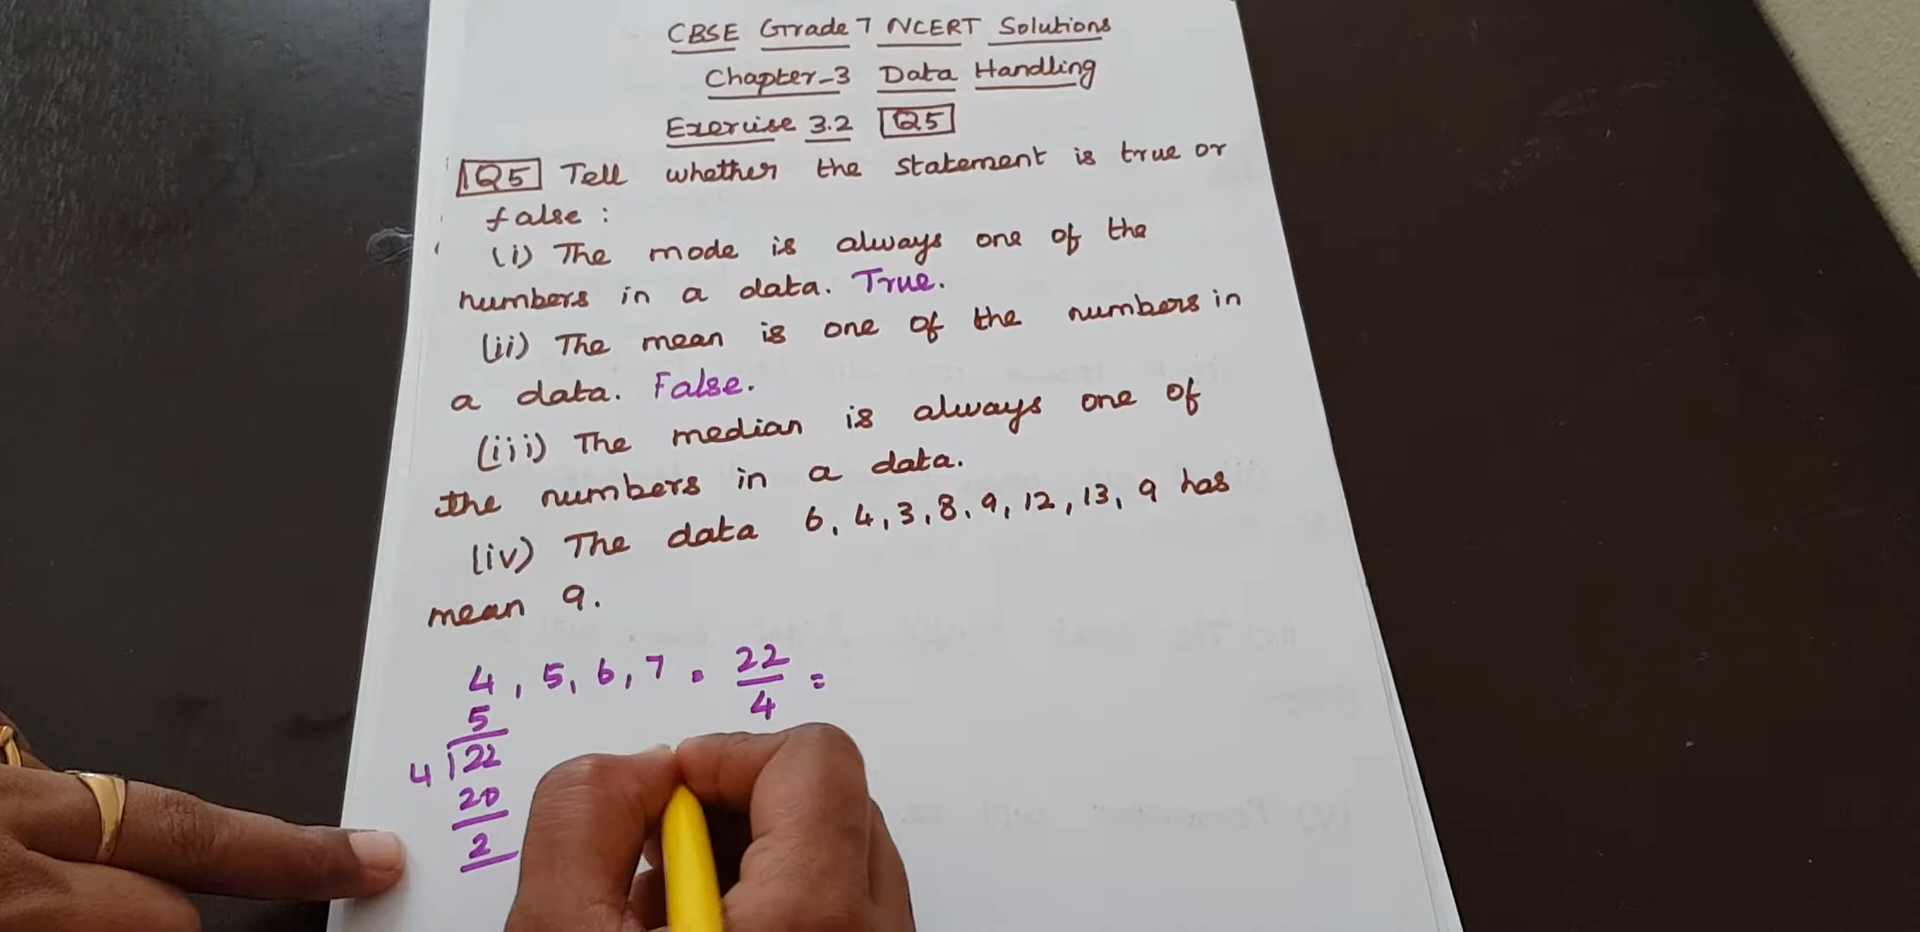 CBSE Grade 7 NCERT Solutions
Chapter-3 Data Handling
Exercise 3.2 Q5
Q5 Tell whether the statement is true or
false :
(i) The mode is always one of the
numbers in a data. True.
(ii) The mean is one of the numbers in
a data. False.
(iii) The median is always one of
the numbers in a data.
(iv) The data 6, 4, 3, 8, 9, 12, 13, 9 has
mean 9.
4, 5, 6, 7. 22/4 =
5
4 22
20
2